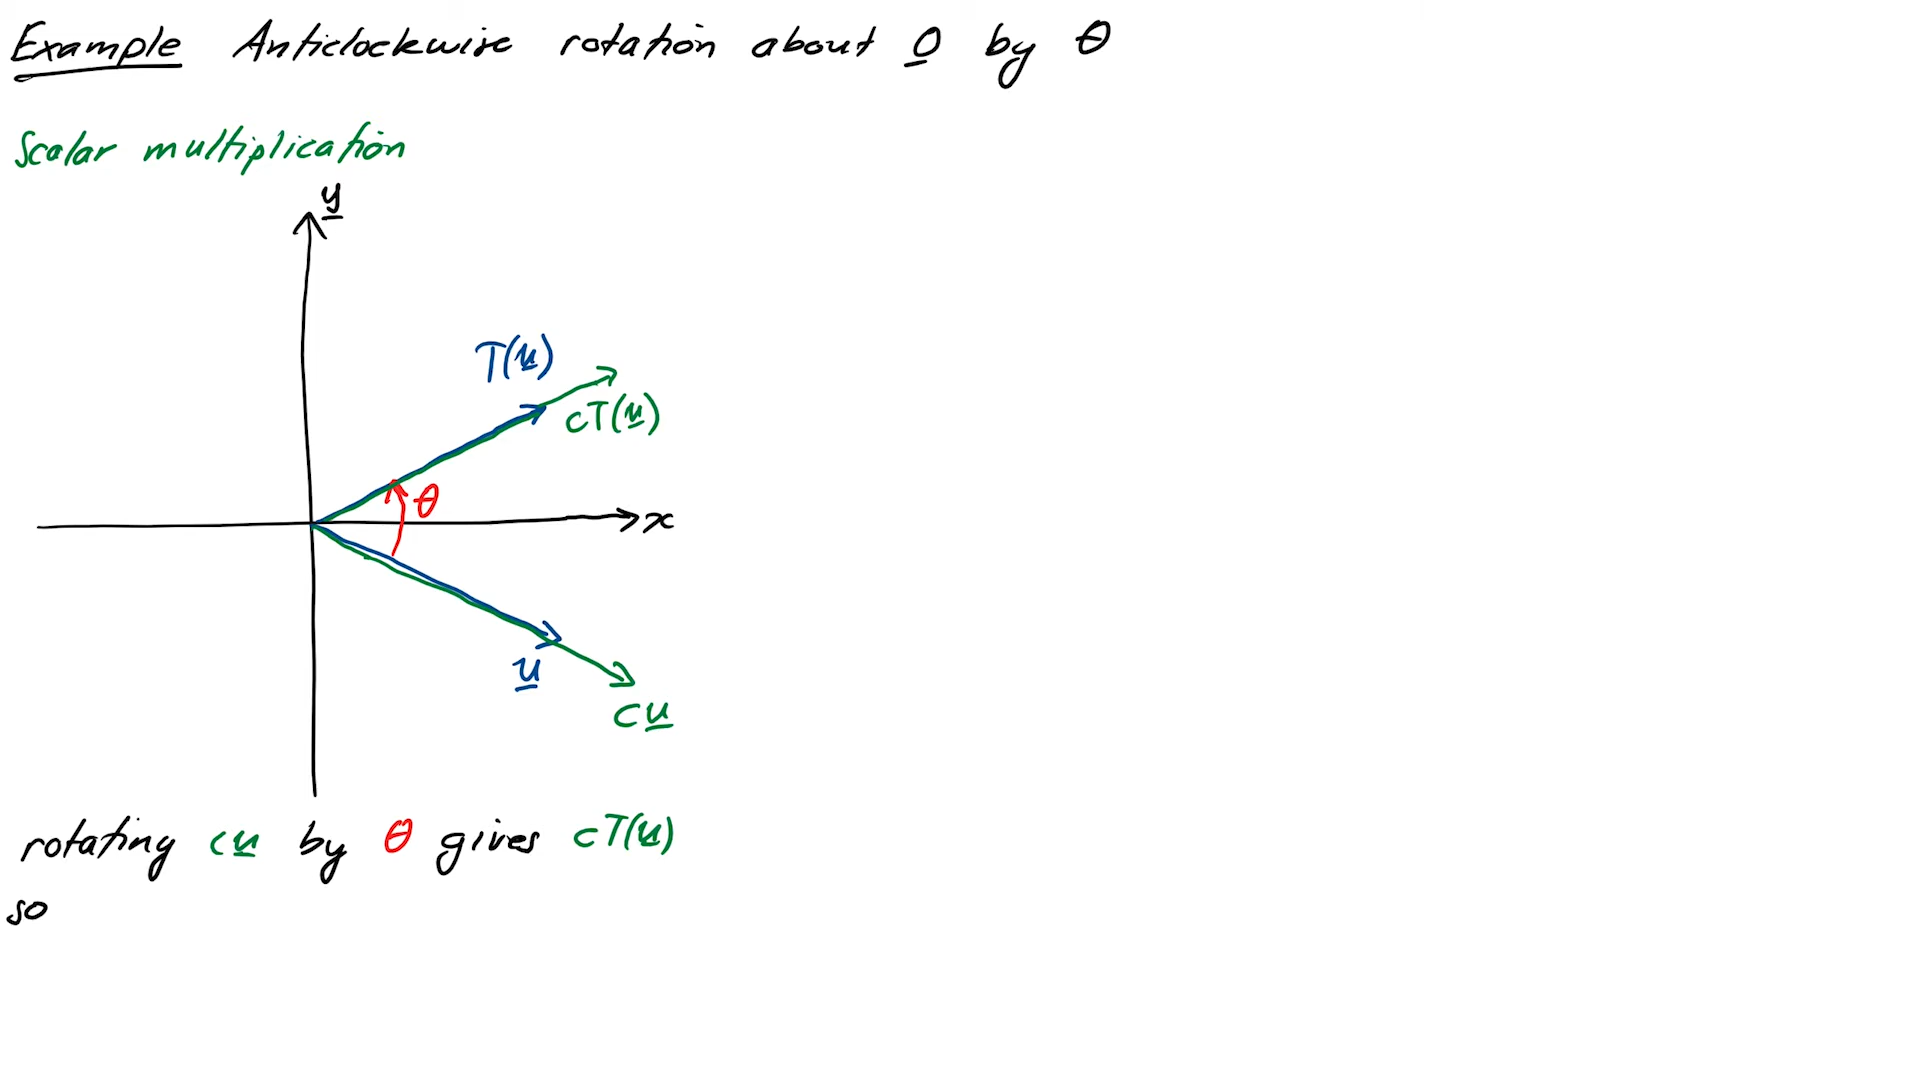 Example Anticlockwise rotation about 0 by θ
Scalar multiplication
y
T(u)
cT(u)
θ
x
u
cu
rotating cu by θ gives cT(u)
so